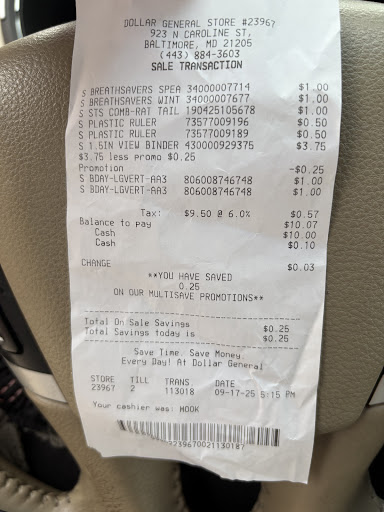 DOLLAR GENERAL STORE #23967
923 N CAROLINE ST,
BALTIMORE, MD 21205
(443) 884-3603
SALE TRANSACTION
S BREATHSAVERS SPEA 34000007714 $1.00
S BREATHSAVERS WINT 34000007677 $1.00
S STS COMB-RAT TAIL 190425105678 $1.00
S PLASTIC RULER 73577009196 $0.50
S PLASTIC RULER 73577009189 $0.50
S 1.5IN VIEW BINDER 430000929375 $3.75
$3.75 less promo $0.25
Promotion -$0.25
S BDAY-LGVERT-AA3 806008746748 $1.00
S BDAY-LGVERT-AA3 806008746748 $1.00
Tax: $9.50 @ 6.0% $0.57
Balance to pay $10.07
Cash $10.00
Cash $0.10
CHANGE $0.03
**YOU HAVE SAVED
0.25
ON OUR MULTISAVE PROMOTIONS**
Total On Sale Savings $0.25
Total Savings today is $0.25
Save Time. Save Money.
Every Day! At Dollar General
STORE TILL TRANS. DATE
23967 2 113018 09-17-25 5:15 PM
Your cashier was: HOOK
9239670021130187